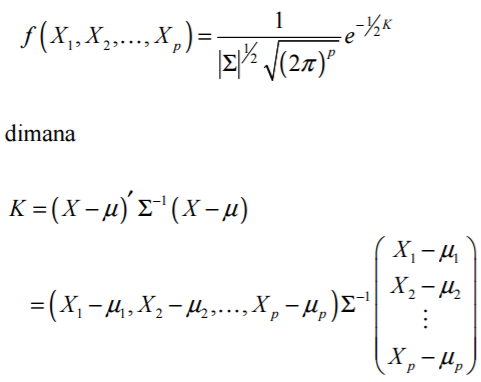 f(X₁, X₂,..., Xₚ) = 1 / (|Σ|^½ √((2π)^p)) e^(-½K)
dimana
K = (X − μ)′ Σ⁻¹ (X − μ)
= (X₁ − μ₁, X₂ − μ₂,..., Xₚ − μₚ) Σ⁻¹ (X₁ − μ₁
X₂ − μ₂
⋮
Xₚ − μₚ)